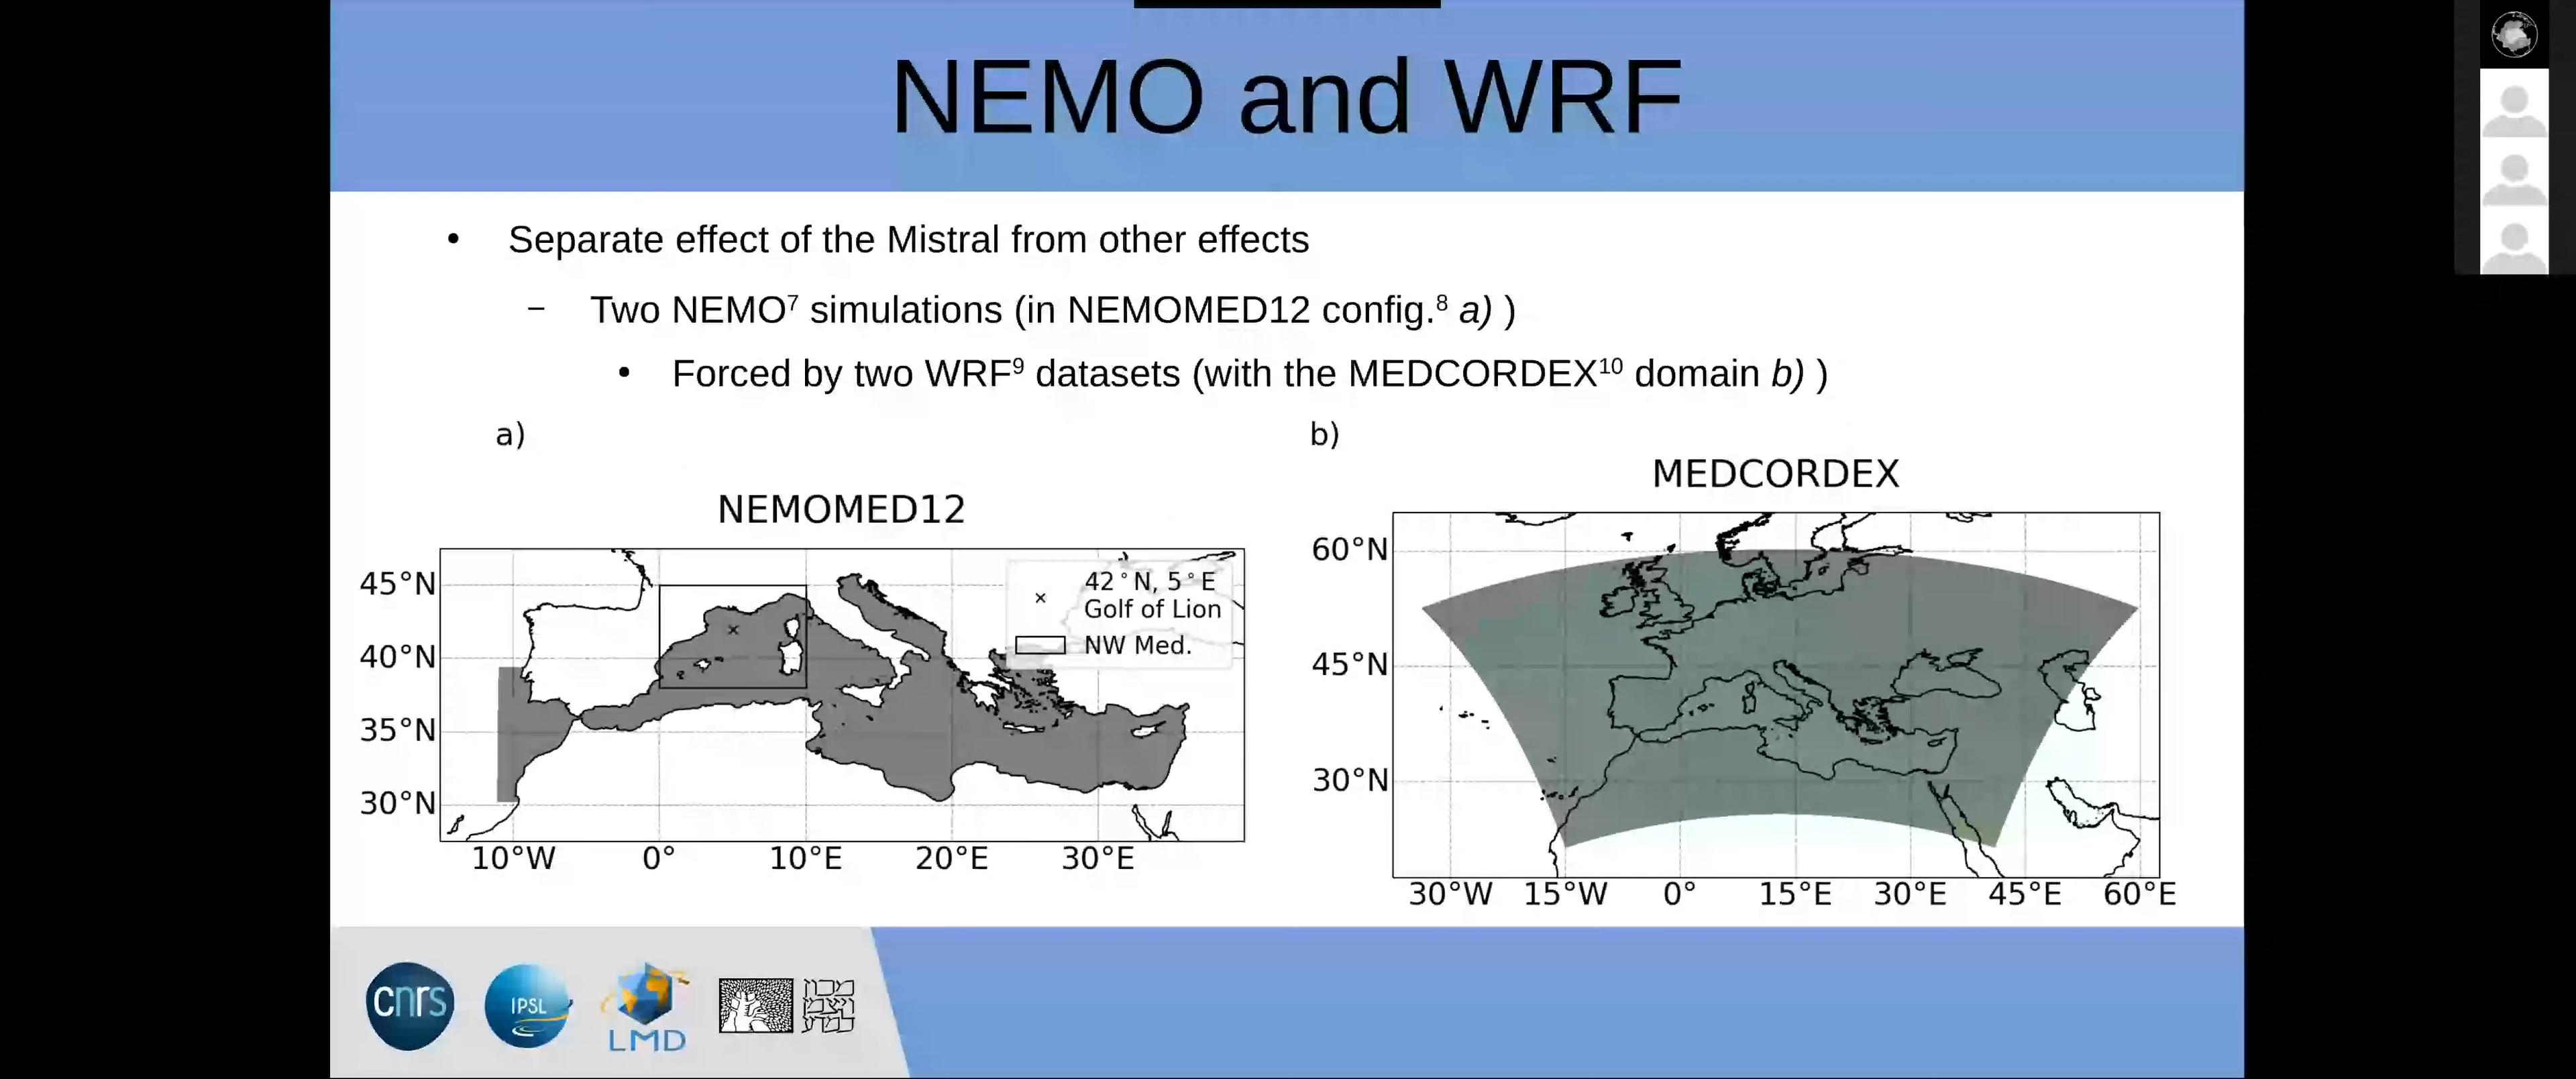 NEMO and WRF
• Separate effect of the Mistral from other effects
– Two NEMO⁷ simulations (in NEMOMED12 config.⁸ a) )
• Forced by two WRF⁹ datasets (with the MEDCORDEX¹⁰ domain b) )
a)
NEMOMED12
45°N
40°N
35°N
30°N
10°W 0° 10°E 20°E 30°E
42°N, 5°E
Golf of Lion
NW Med.
b)
MEDCORDEX
60°N
45°N
30°N
30°W 15°W 0° 15°E 30°E 45°E 60°E
cnrs
IPSL
LMD
מכון
ויצמן
למדע